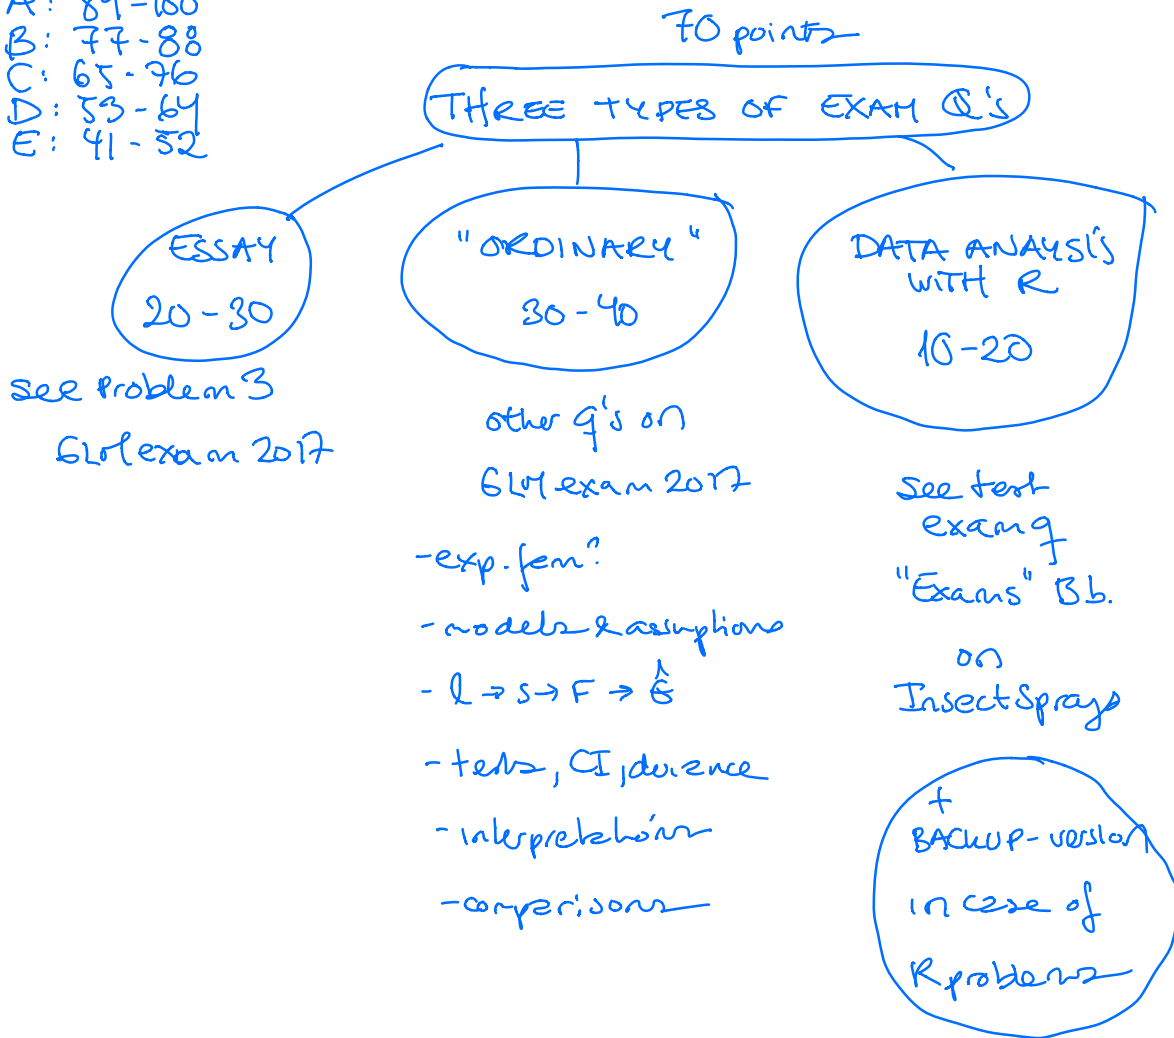 A: 89-100
B: 77-88
C: 65-76
D: 53-64
E: 41-52
70 points
THREE TYPES OF EXAM Q's
ESSAY
20-30
see Problem 3
GLM exam 2017
"ORDINARY"
30-40
other q's on
GLM exam 2017
-exp. fam?
-models & assumptions
- l → s → F → β̂
-tests, CI, deviance
-interpretations
-comparisons
DATA ANALYSIS
WITH R
10-20
see test
exam q
"Exams" Bb.
on
InsectSprays
+
BACKUP-version
in case of
R problems